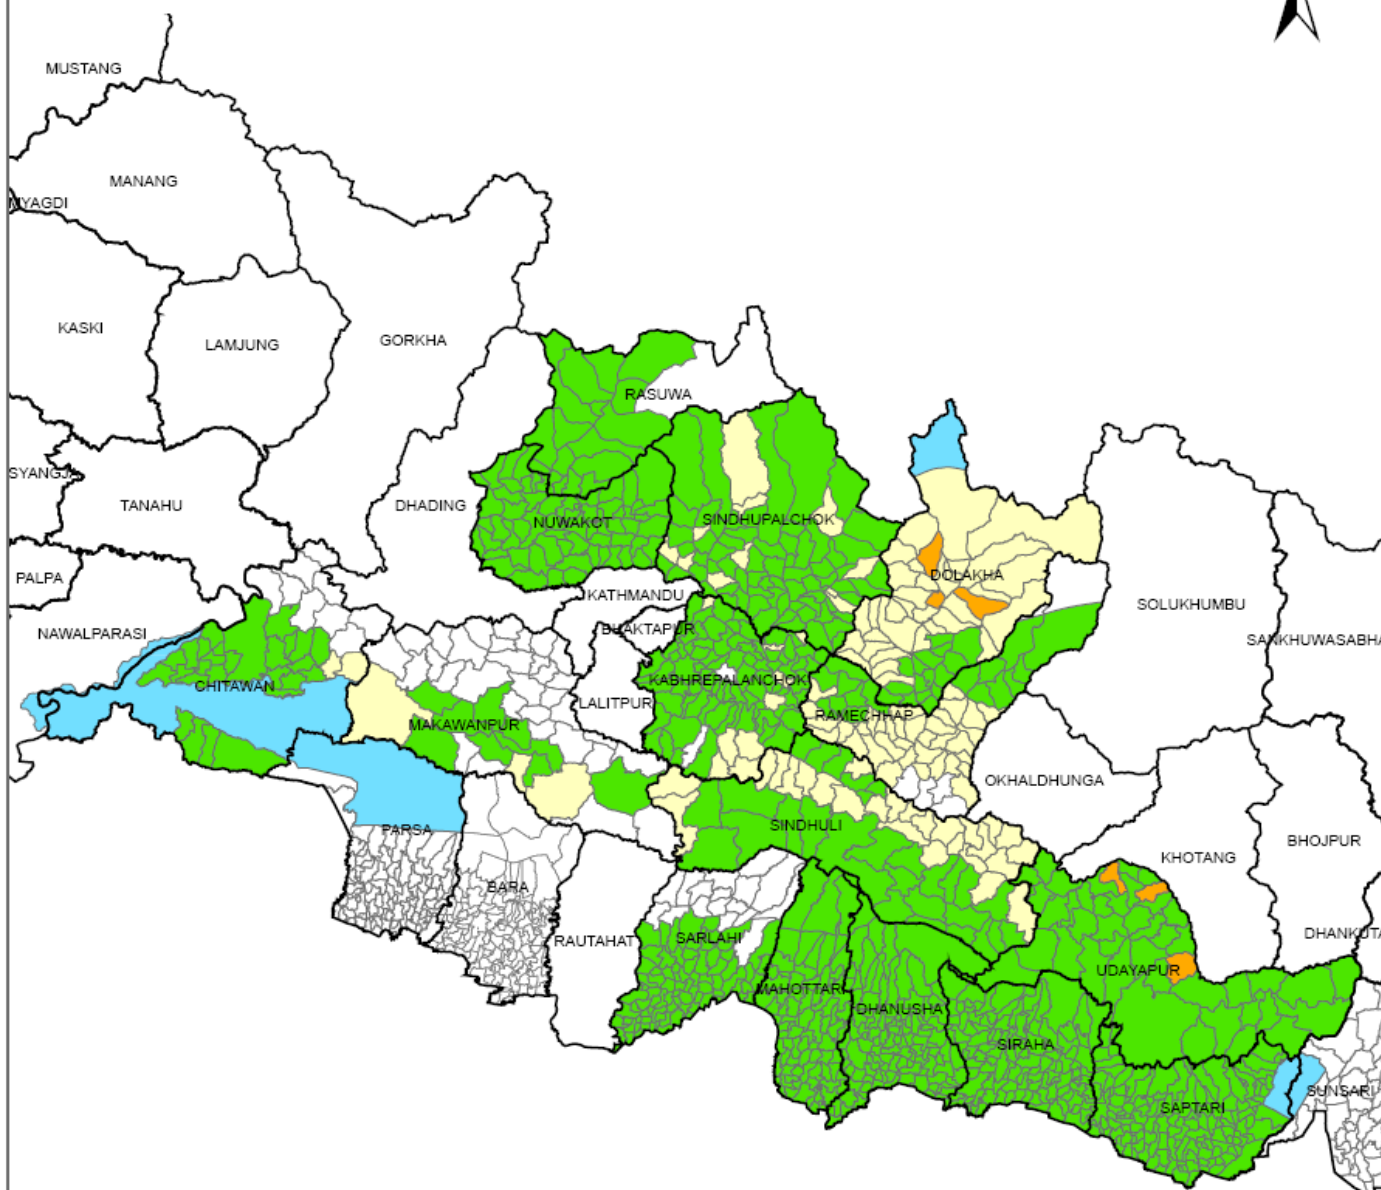 MUSTANG
MANANG
MYAGDI
KASKI
LAMJUNG
GORKHA
RASUWA
SYANGJ
TANAHU
DHADING
NUWAKOT
SINDHUPALCHOK
DOLAKHA
PALPA
KATHMANDU
SOLUKHUMBU
NAWALPARASI
BHAKTAPUR
SANKHUWASABHA
CHITAWAN
KABHREPALANCHOK
LALITPUR
RAMECHHAP
MAKAWANPUR
OKHALDHUNGA
PARSA
SINDHULI
BHOJPUR
KHOTANG
BARA
RAUTAHAT
SARLAHI
DHANKUTA
UDAYAPUR
MAHOTTARI
DHANUSHA
SIRAHA
SUNSARI
SAPTARI